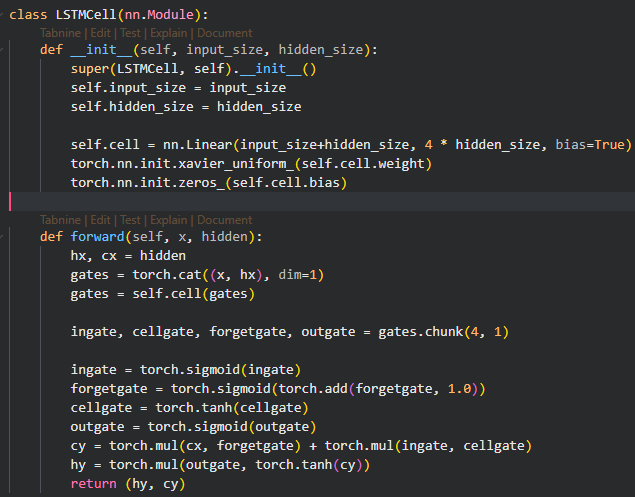 class LSTMCell(nn.Module):
Tabnine | Edit | Test | Explain | Document
def __init__(self, input_size, hidden_size):
super(LSTMCell, self).__init__()
self.input_size = input_size
self.hidden_size = hidden_size
self.cell = nn.Linear(input_size+hidden_size, 4 * hidden_size, bias=True)
torch.nn.init.xavier_uniform_(self.cell.weight)
torch.nn.init.zeros_(self.cell.bias)
Tabnine | Edit | Test | Explain | Document
def forward(self, x, hidden):
hx, cx = hidden
gates = torch.cat((x, hx), dim=1)
gates = self.cell(gates)
ingate, cellgate, forgetgate, outgate = gates.chunk(4, 1)
ingate = torch.sigmoid(ingate)
forgetgate = torch.sigmoid(torch.add(forgetgate, 1.0))
cellgate = torch.tanh(cellgate)
outgate = torch.sigmoid(outgate)
cy = torch.mul(cx, forgetgate) + torch.mul(ingate, cellgate)
hy = torch.mul(outgate, torch.tanh(cy))
return (hy, cy)